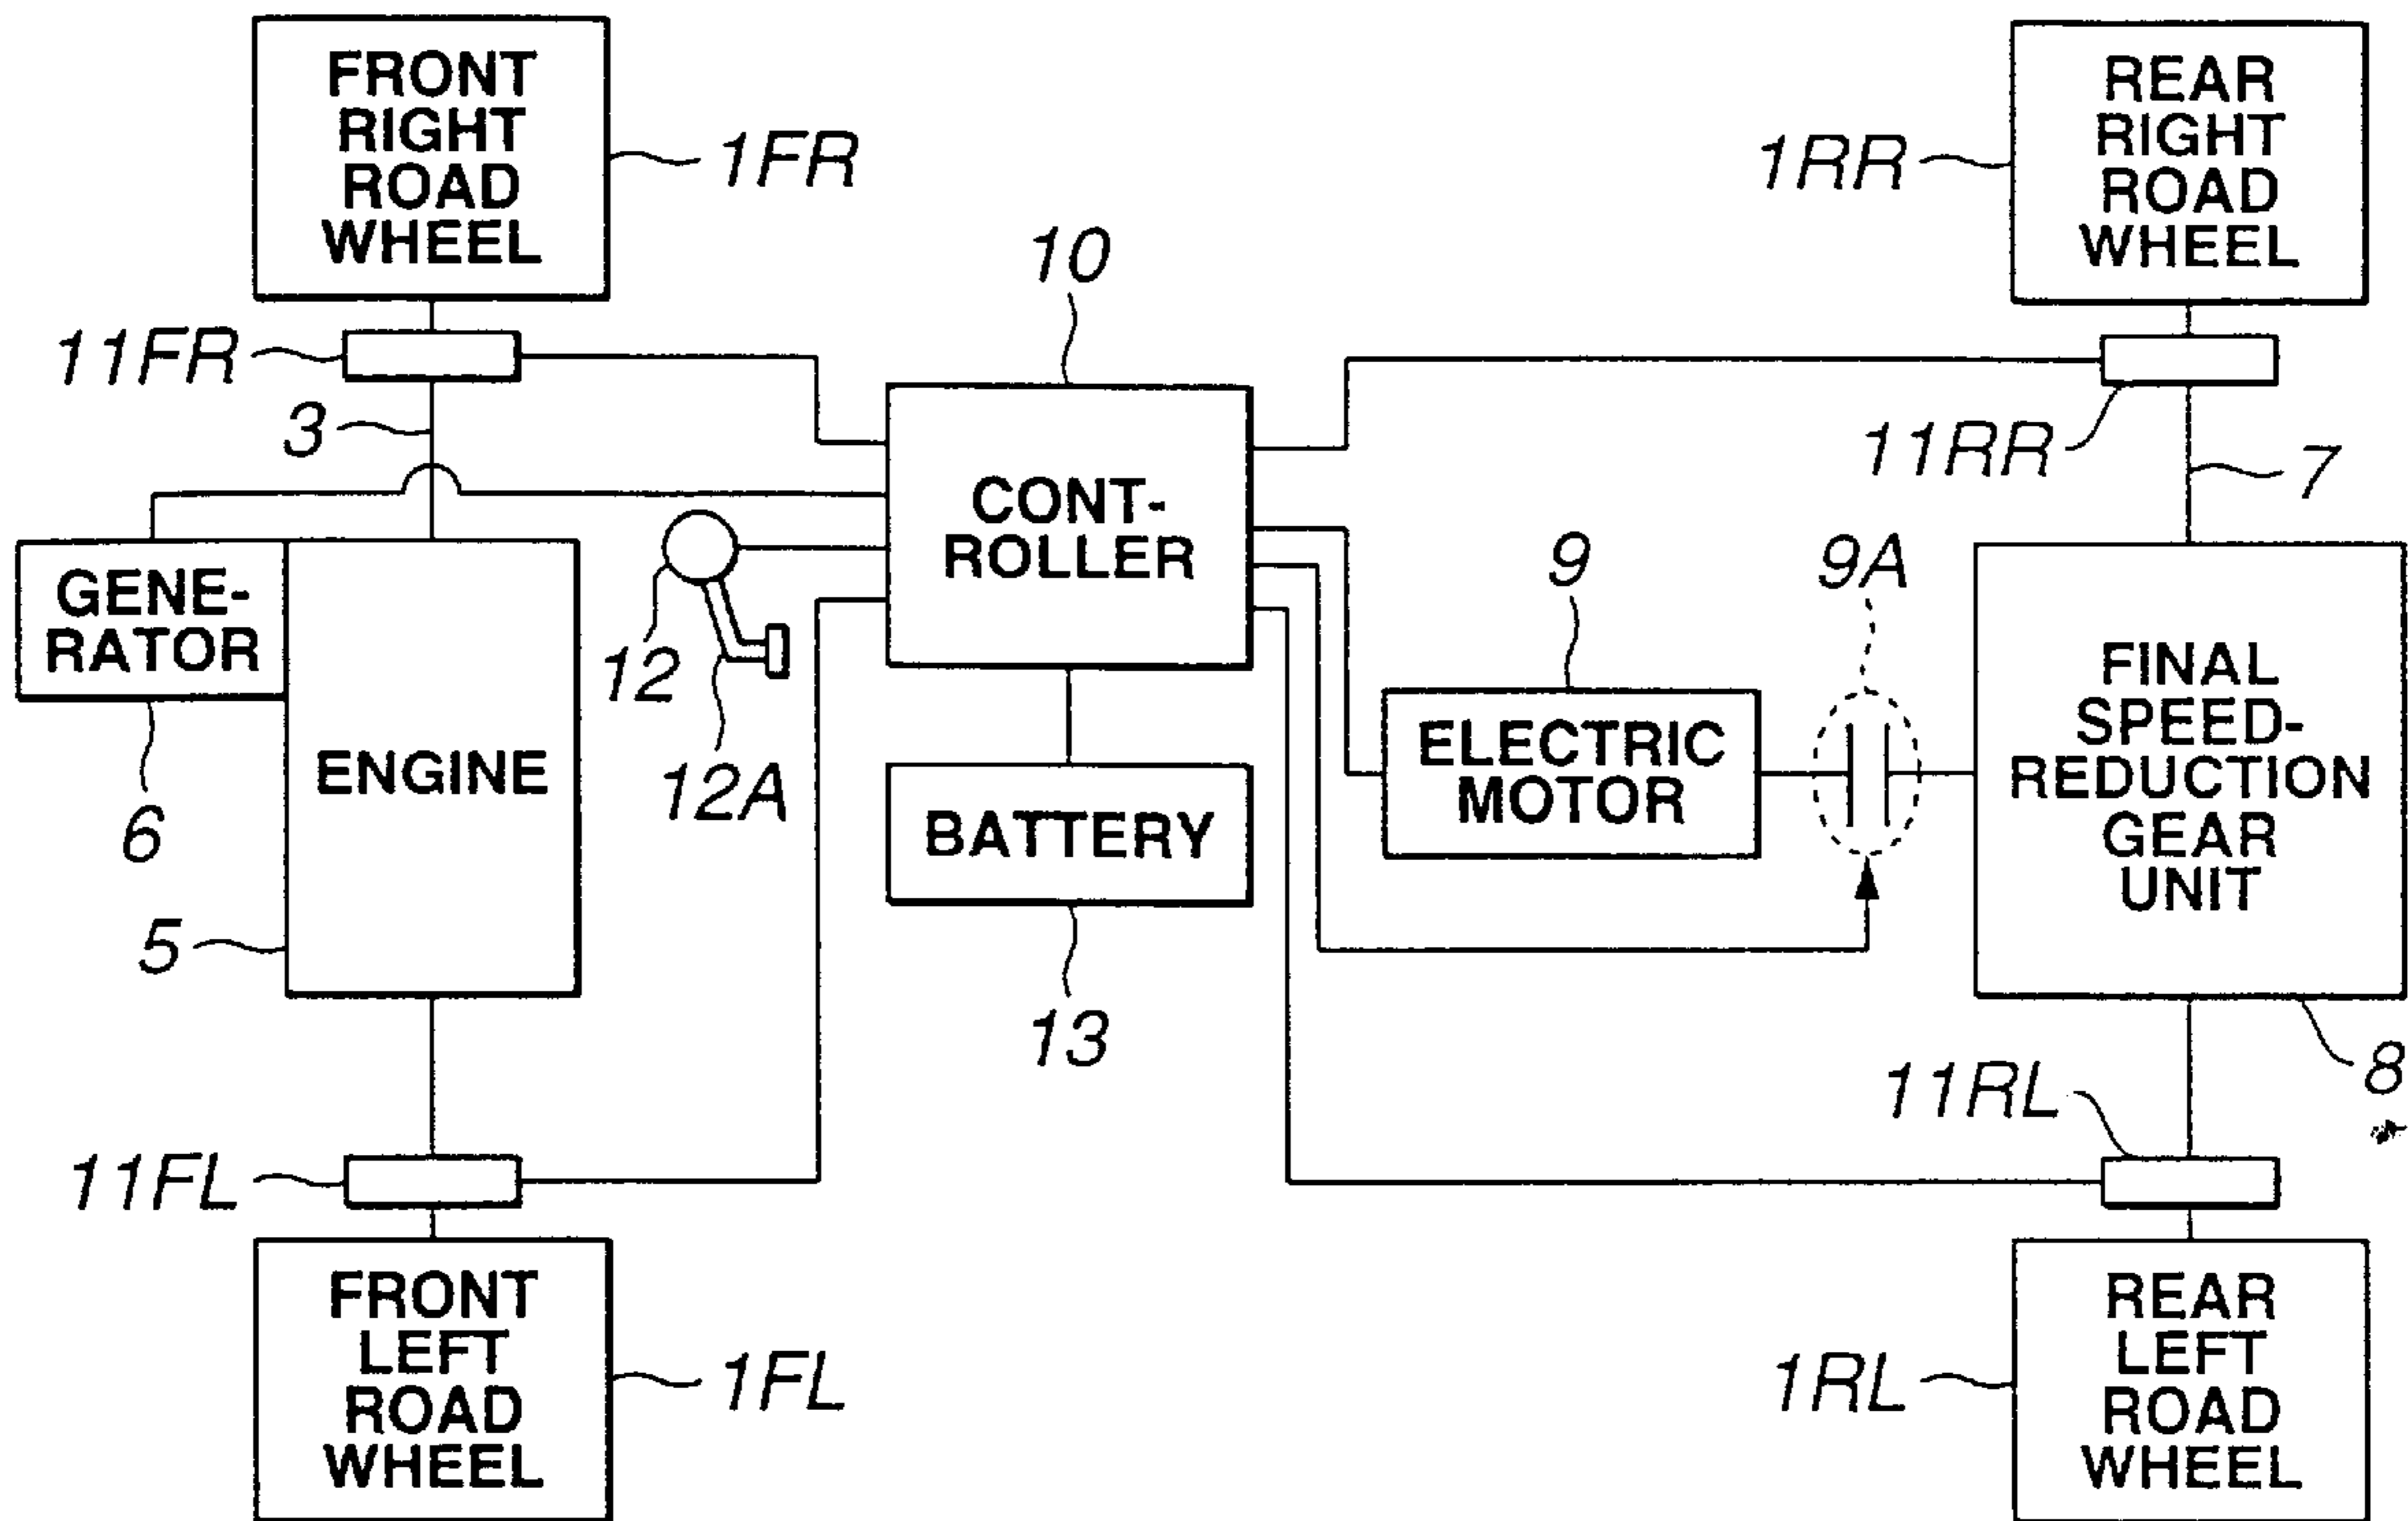 FRONT
RIGHT
ROAD
WHEEL
1FR
REAR
RIGHT
ROAD
WHEEL
1RR
10
11FR
3
11RR
7
CONT-
ROLLER
GENE-
RATOR
6
ENGINE
5
12
12A
BATTERY
13
9
ELECTRIC
MOTOR
9A
FINAL
SPEED-
REDUCTION
GEAR
UNIT
8
11FL
11RL
FRONT
LEFT
ROAD
WHEEL
1FL
REAR
LEFT
ROAD
WHEEL
1RL